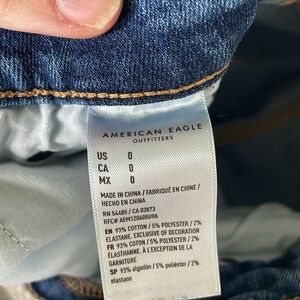 AMERICAN EAGLE
OUTFITTERS
US 0
CA 0
MX 0
MADE IN CHINA / FABRIQUÉ EN CHINE /
HECHO EN CHINA
RN 54485 / CA 03873
RFC# AEM120605U9A
EN 93% COTTON / 5% POLYESTER / 2%
ELASTANE. EXCLUSIVE OF DECORATION
FR 93% COTON / 5% POLYESTER / 2%
ÉLASTHANNE. À L'EXCEPTION DE LA
GARNITURE
SP 93% algodón / 5% poliéster / 2%
elastano